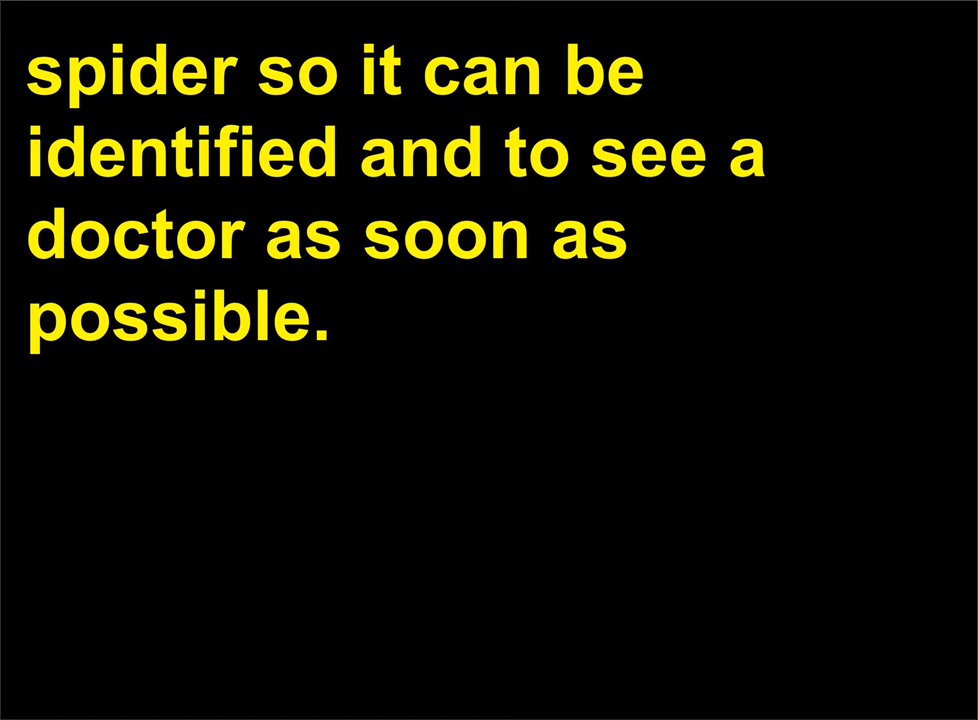 spider so it can be
identified and to see a
doctor as soon as
possible.